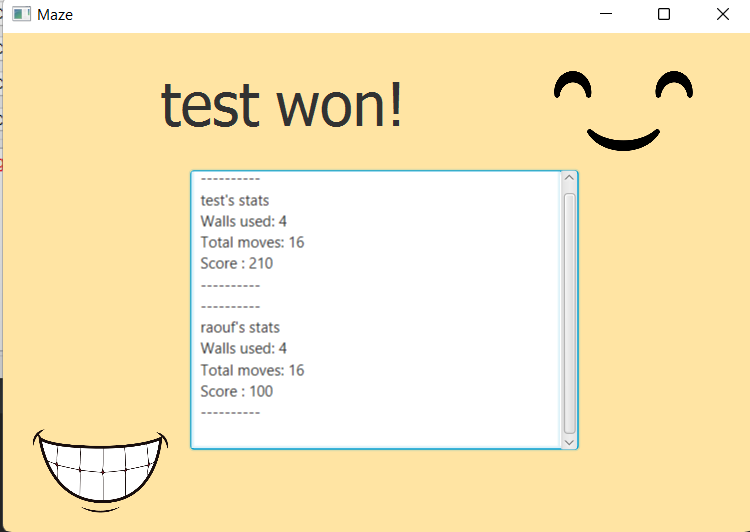 Maze
test won!
----------
test's stats
Walls used: 4
Total moves: 16
Score : 210
----------
----------
raouf's stats
Walls used: 4
Total moves: 16
Score : 100
----------